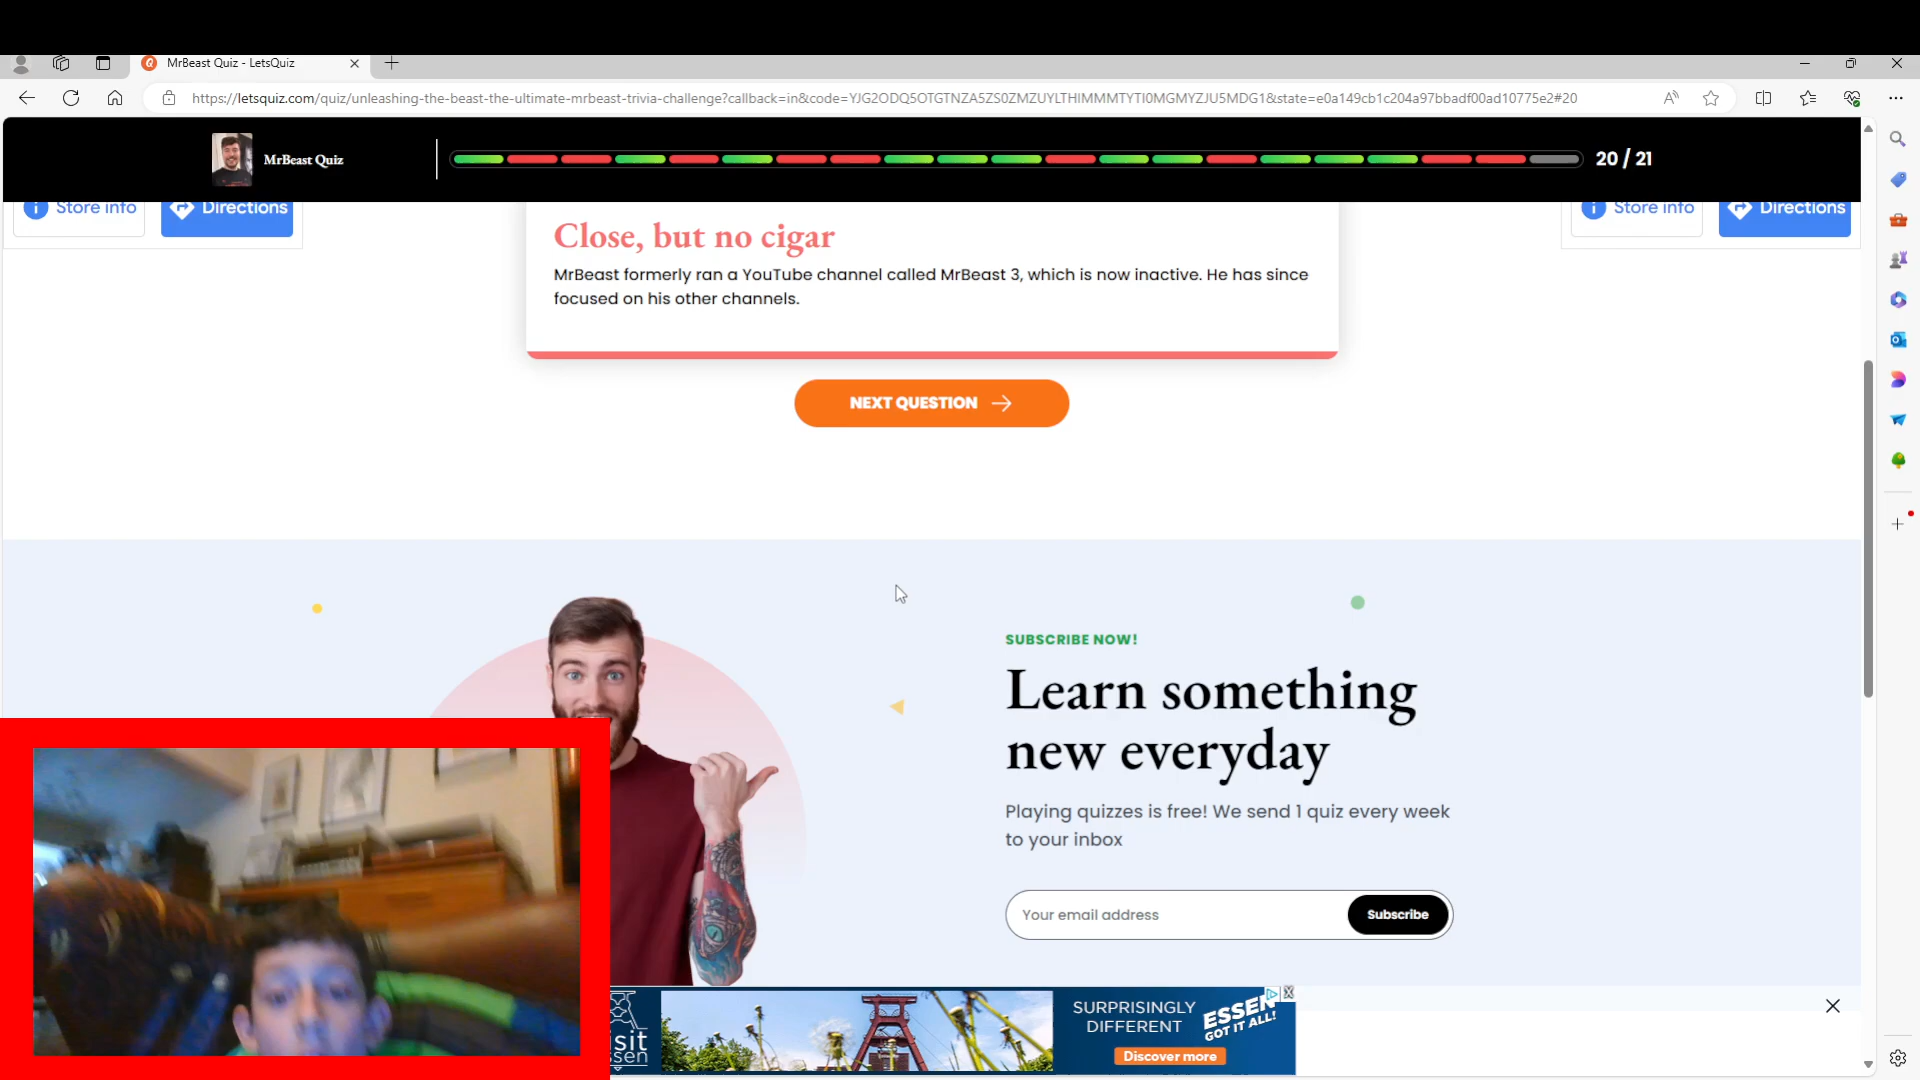 MrBeast Quiz - LetsQuiz
https://letsquiz.com/quiz/unleashing-the-beast-the-ultimate-mrbeast-trivia-challenge?callback=in&code=YJG2ODQ5OTGTNZA5ZS0ZMZUYLTHIMMMTYTI0MGMYZJU5MDG1&state=e0a149cb1c204a97bbadf00ad10775e2#20
MrBeast Quiz
20 / 21
Store info
Directions
Store info
Directions
Close, but no cigar
MrBeast formerly ran a YouTube channel called MrBeast 3, which is now inactive. He has since
focused on his other channels.
NEXT QUESTION
SUBSCRIBE NOW!
Learn something
new everyday
Playing quizzes is free! We send 1 quiz every week
to your inbox
Your email address
Subscribe
SURPRISINGLY
DIFFERENT
ESSEN
GOT IT ALL!
Discover more